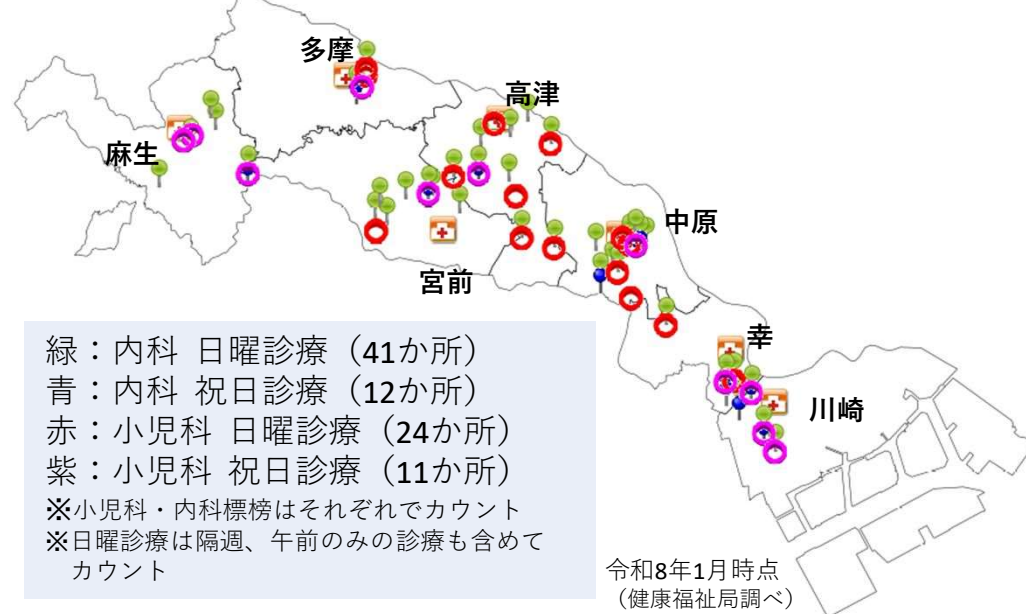 多摩
高津
麻生
中原
宮前
幸
川崎
緑：内科 日曜診療（41か所）
青：内科 祝日診療（12か所）
赤：小児科 日曜診療（24か所）
紫：小児科 祝日診療（11か所）
※小児科・内科標榜はそれぞれでカウント
※日曜診療は隔週、午前のみの診療も含めて
カウント
令和8年1月時点
（健康福祉局調べ）